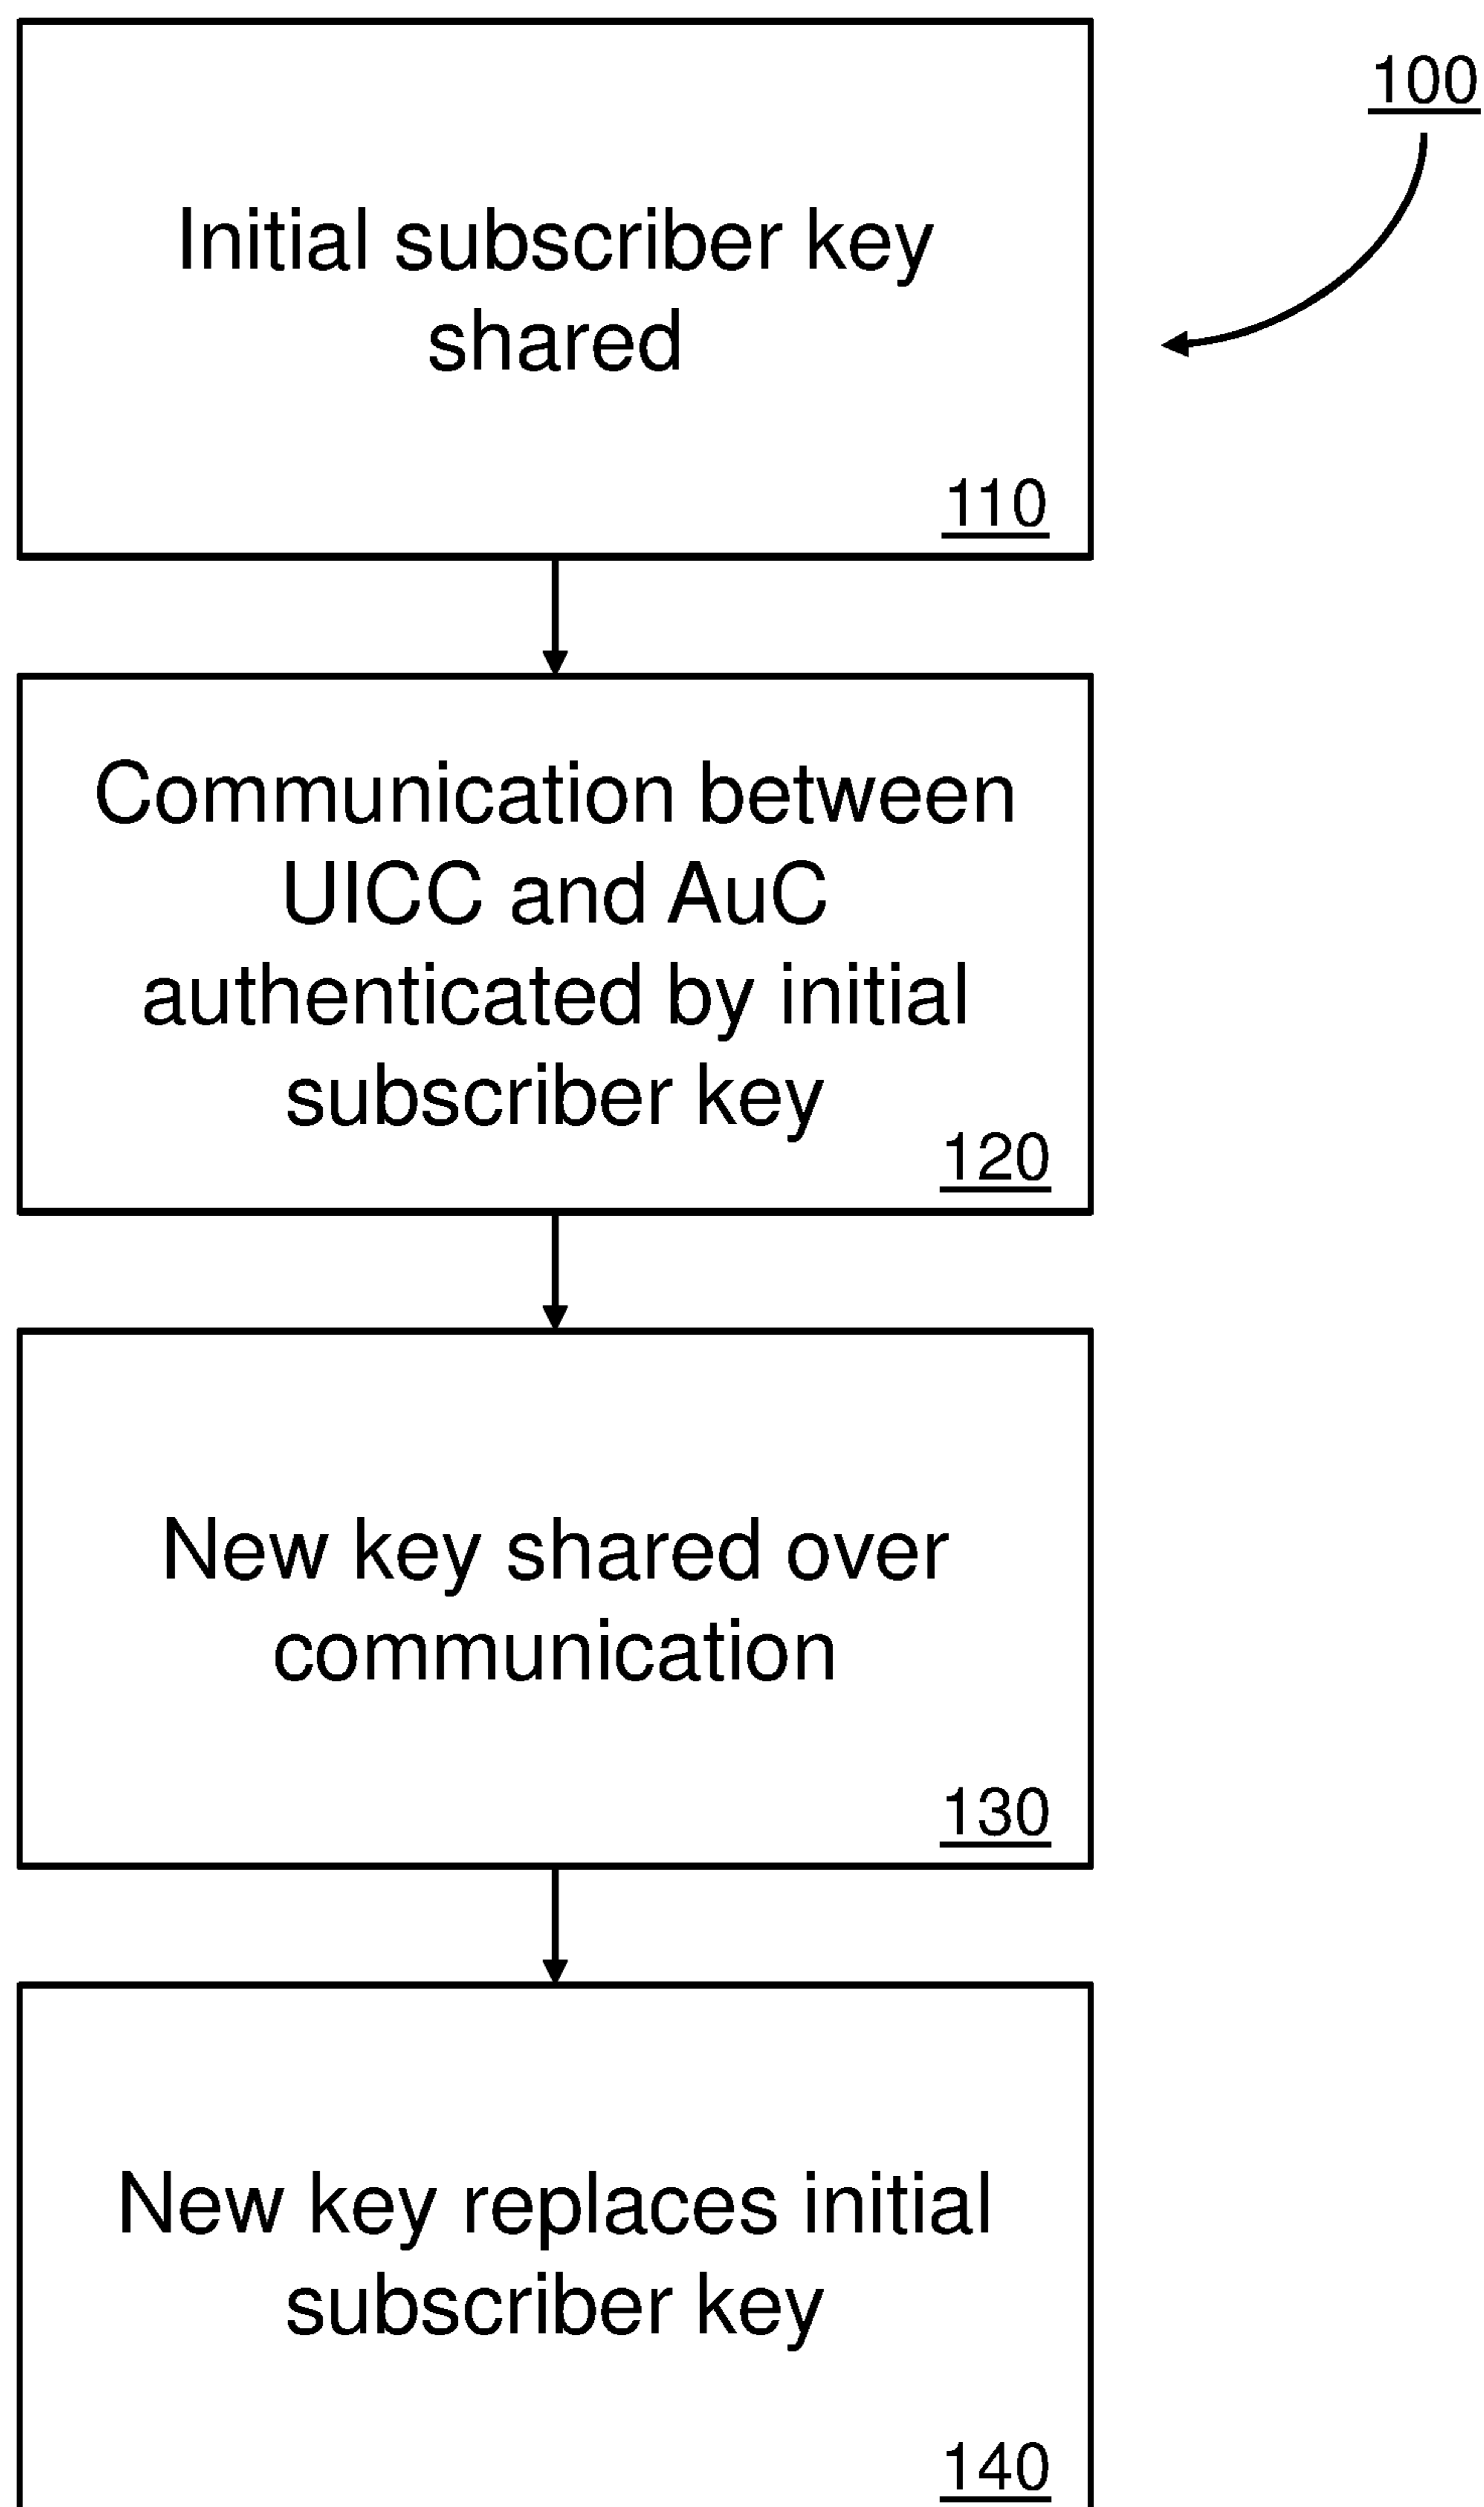 100
Initial subscriber key
shared
110
Communication between
UICC and AuC
authenticated by initial
subscriber key
120
New key shared over
communication
130
New key replaces initial
subscriber key
140